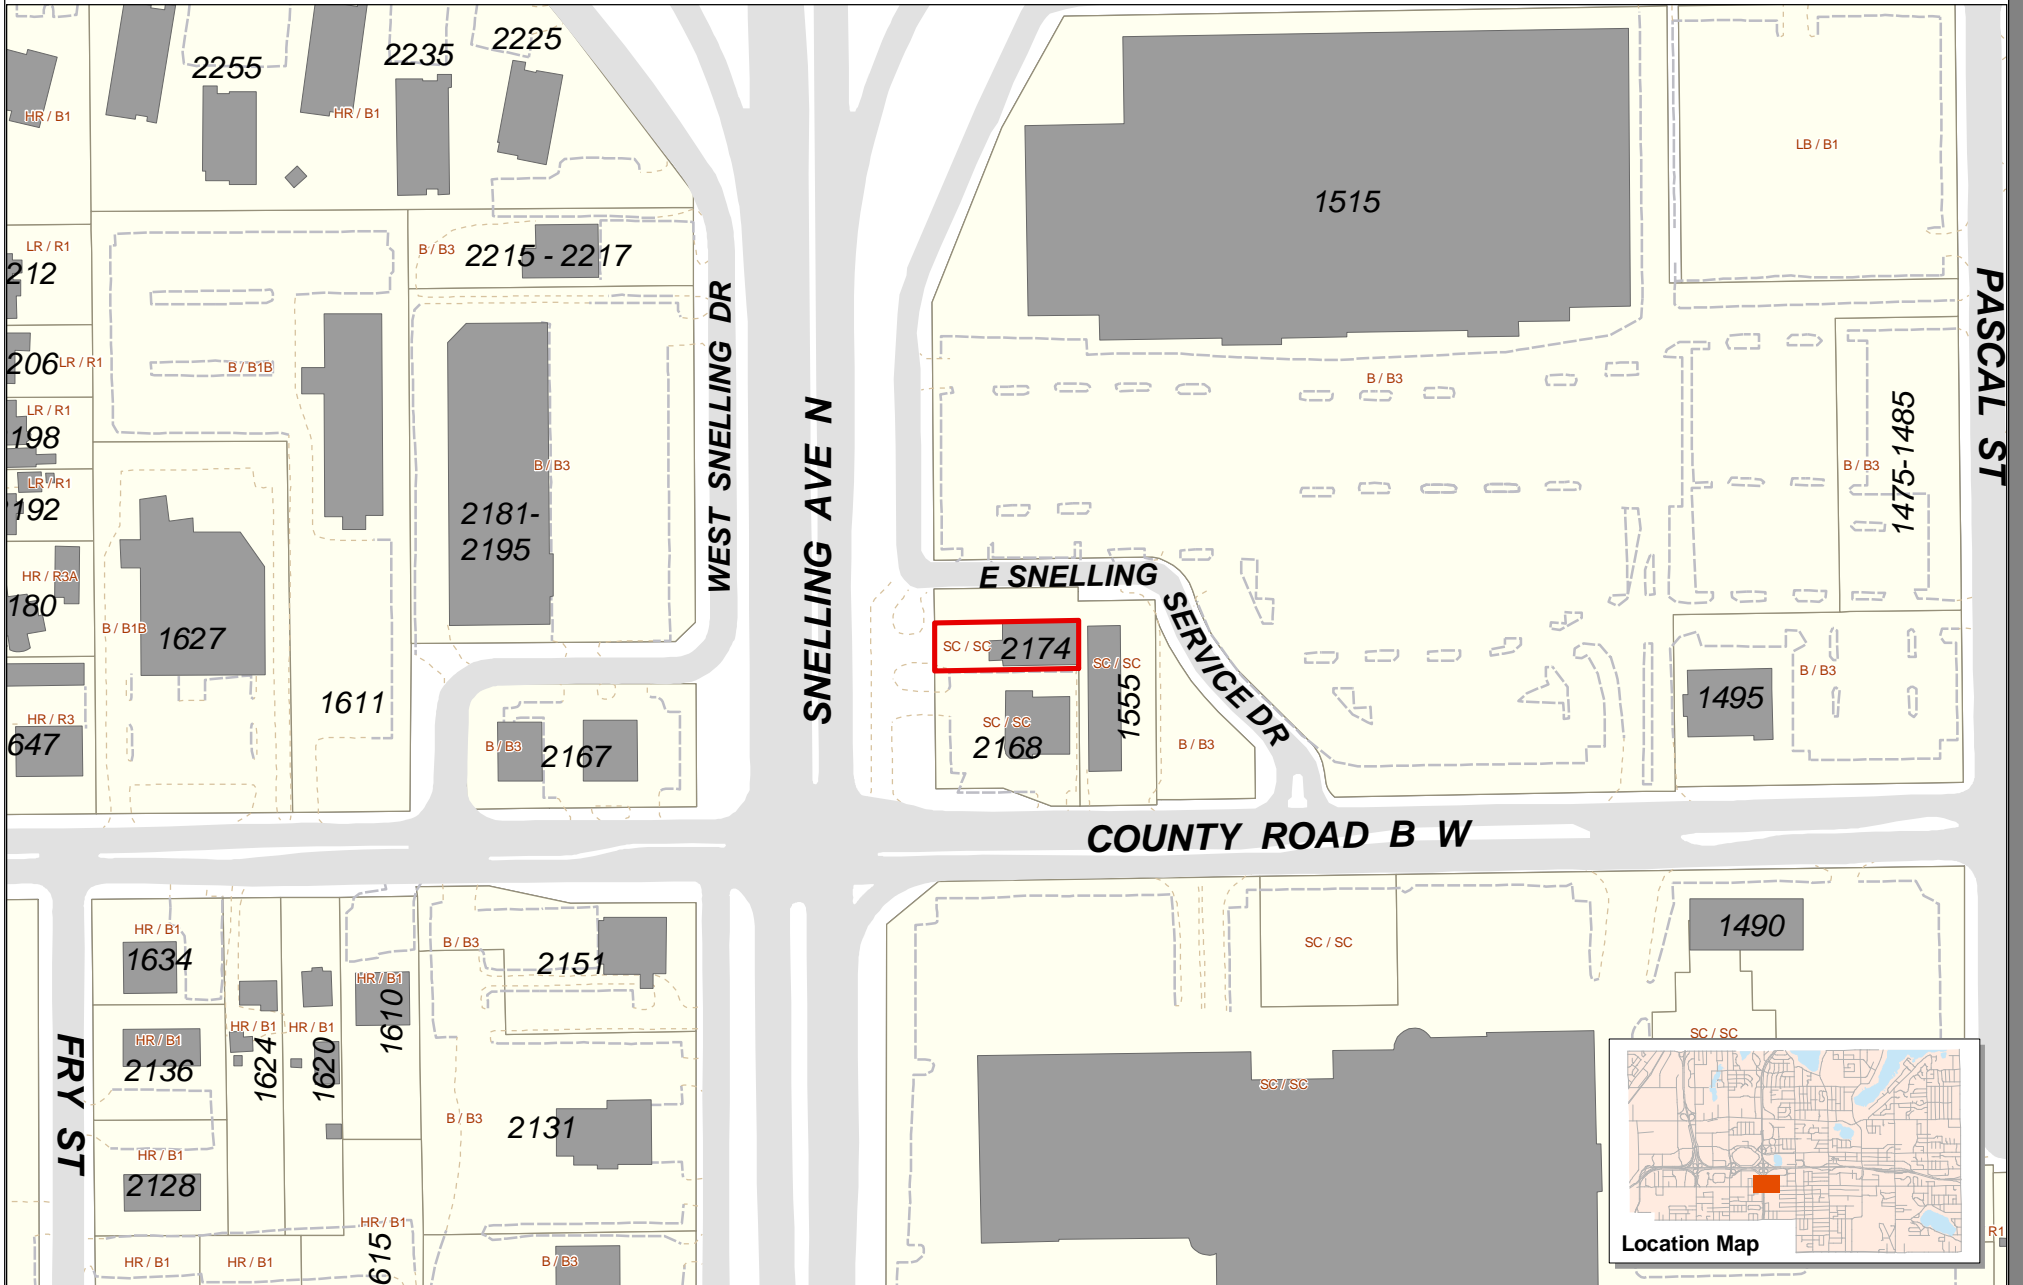 2255
2235
2225
HR / B1
HR / B1
LB / B1
1515
LR / R1
212
B / B3
2215 - 2217
WEST SNELLING DR
PASCAL ST
206
LR / R1
B / B1B
B / B3
LR / R1
198
SNELLING AVE N
1475-1485
B / B3
B / B3
LR / R1
192
2181-
2195
E SNELLING
SERVICE DR
HR / R3A
180
B / B1B
1627
SC / SC
2174
SC / SC
1555
B / B3
1495
1611
HR / R3
647
B / B3
2167
SC / SC
2168
B / B3
COUNTY ROAD B W
HR / B1
1634
B / B3
2151
SC / SC
1490
HR / B1
1610
FRY ST
HR / B1
2136
HR / B1
1624
HR / B1
1620
SC / SC
SC / SC
B / B3
2131
HR / B1
2128
HR / B1
615
HR / B1
HR / B1
B / B3
R1
Location Map